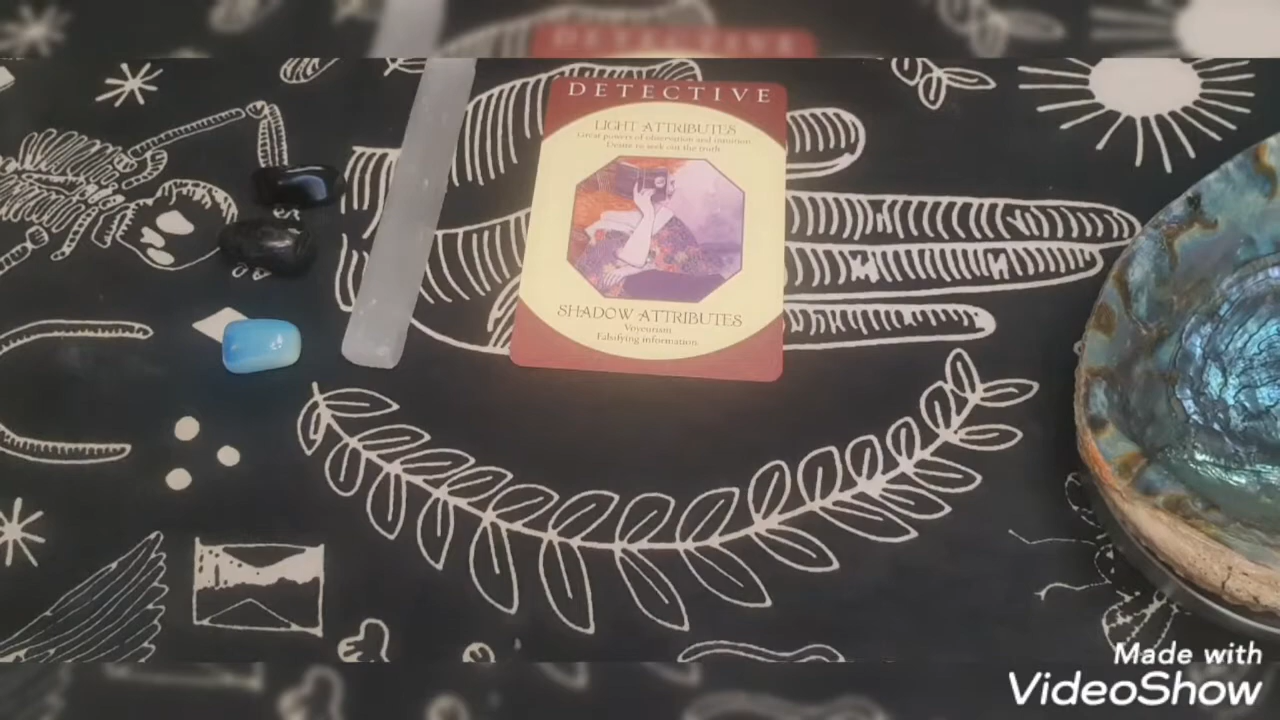 DETECTIVE
LIGHT ATTRIBUTES
Great powers of observation and intuition
Desire to seek out the truth
SHADOW ATTRIBUTES
Voyeurism
Falsifying information
Made with
VideoShow